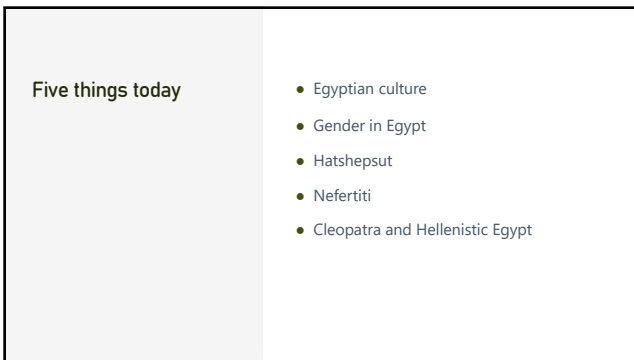 Five things today
● Egyptian culture
● Gender in Egypt
● Hatshepsut
● Nefertiti
● Cleopatra and Hellenistic Egypt